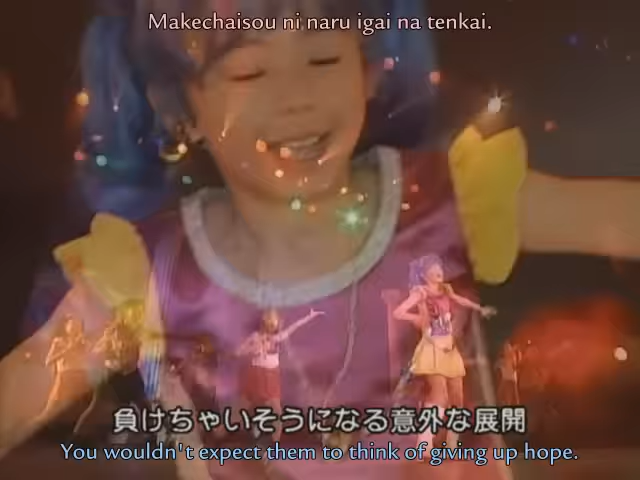 Makechaisou ni naru igai na tenkai.
負けちゃいそうになる意外な展開
You wouldn't expect them to think of giving up hope.